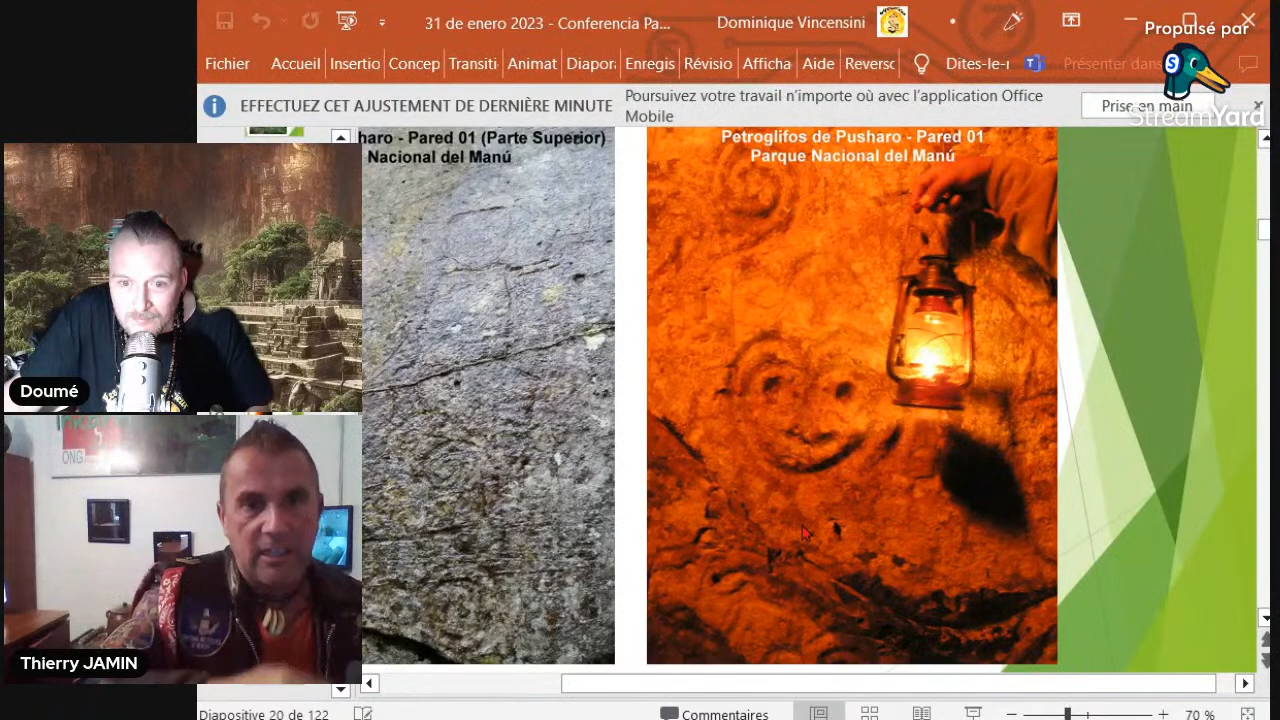 31 de enero 2023 - Conferencia Pa...
Dominique Vincensini
Propulsé par
StreamYard
Fichier Accueil Insertio Concep Transiti Animat Diapora Enregis Révisio Afficha Aide Reverso Dites-le-r Présenter dans
EFFECTUEZ CET AJUSTEMENT DE DERNIÈRE MINUTE
Poursuivez votre travail n'importe où avec l'application Office
Mobile
Prise en main
haro - Pared 01 (Parte Superior)
Nacional del Manú
Petroglifos de Pusharo - Pared 01
Parque Nacional del Manú
Doumé
ONG
Thierry JAMIN
Diapositive 20 de 122
Commentaires
70 %